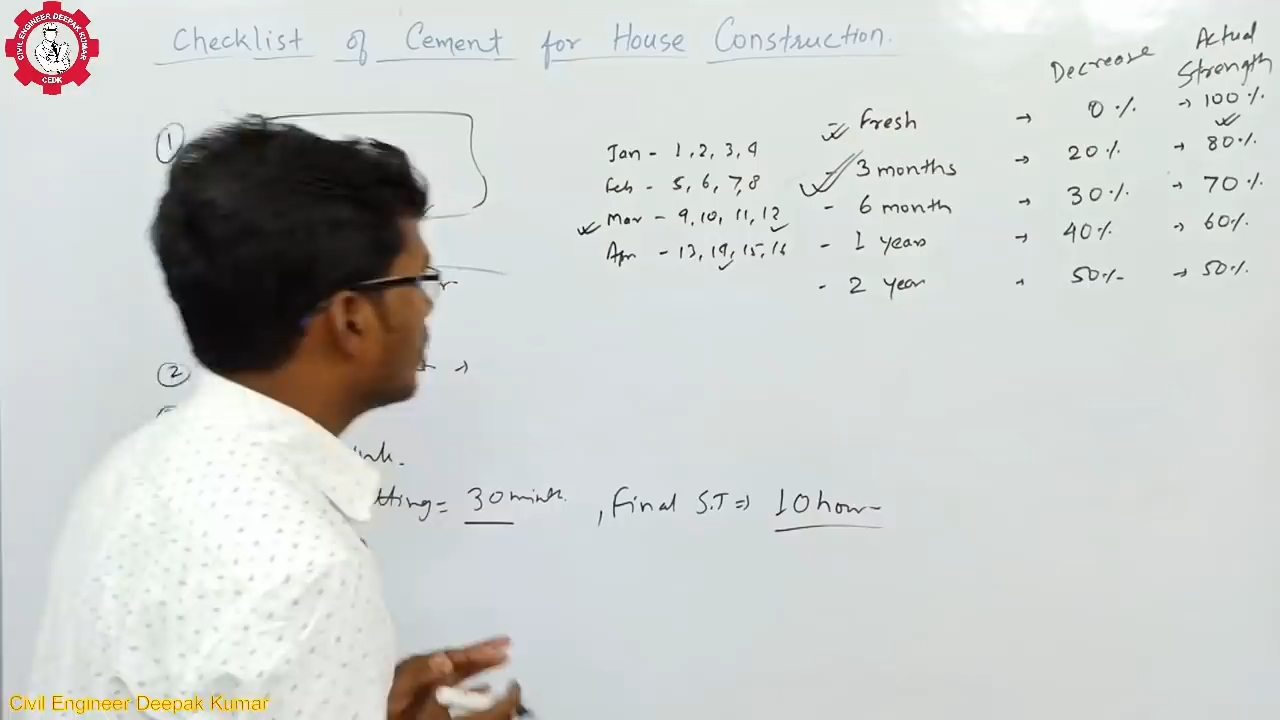 CIVIL ENGINEER DEEPAK KUMAR
CEDK
Checklist of Cement for House Construction.
Decrease
Actual Strength
1
Jan - 1, 2, 3, 4
Feb - 5, 6, 7, 8
Mar - 9, 10, 11, 12
Apr - 13, 14, 15, 16
- Fresh → 0% → 100%
- 3 months → 20% → 80%
- 6 month → 30% → 70%
- 1 years → 40% → 60%
- 2 year → 50% → 50%
2
→
tting = 30 mints. , Final S.T ⇒ 10 hour
Civil Engineer Deepak Kumar